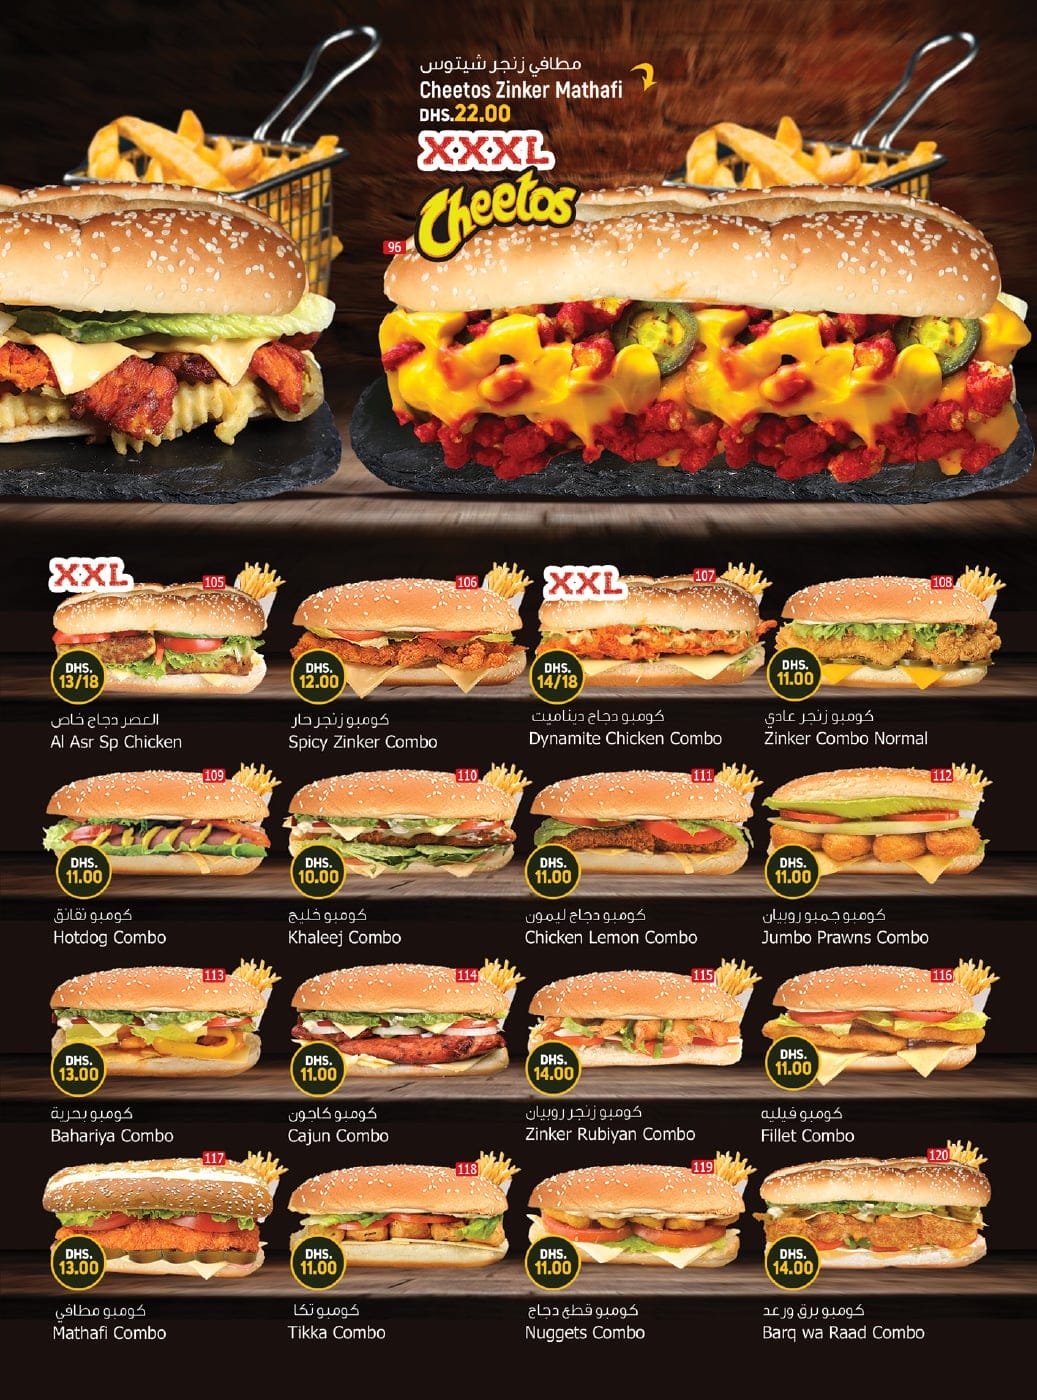 مطافي زنجر شيتوس
Cheetos Zinker Mathafi
DHS.22.00
XXXL
Cheetos
96
XXL
105
DHS.
13/18
العصر دجاج خاص
Al Asr Sp Chicken
106
DHS.
12.00
كومبو زنجر حار
Spicy Zinker Combo
XXL
107
DHS.
14/18
كومبو دجاج ديناميت
Dynamite Chicken Combo
108
DHS.
11.00
كومبو زنجر عادي
Zinker Combo Normal
109
DHS.
11.00
كومبو نقانق
Hotdog Combo
110
DHS.
10.00
كومبو خليج
Khaleej Combo
111
DHS.
11.00
كومبو دجاج ليمون
Chicken Lemon Combo
112
DHS.
11.00
كومبو جمبو روبيان
Jumbo Prawns Combo
113
DHS.
13.00
كومبو بحرية
Bahariya Combo
114
DHS.
11.00
كومبو كاجون
Cajun Combo
115
DHS.
14.00
كومبو زنجر روبيان
Zinker Rubiyan Combo
116
DHS.
11.00
كومبو فيليه
Fillet Combo
117
DHS.
13.00
كومبو مطافي
Mathafi Combo
118
DHS.
11.00
كومبو تكا
Tikka Combo
119
DHS.
11.00
كومبو قطع دجاج
Nuggets Combo
120
DHS.
14.00
كومبو برق ورعد
Barq wa Raad Combo